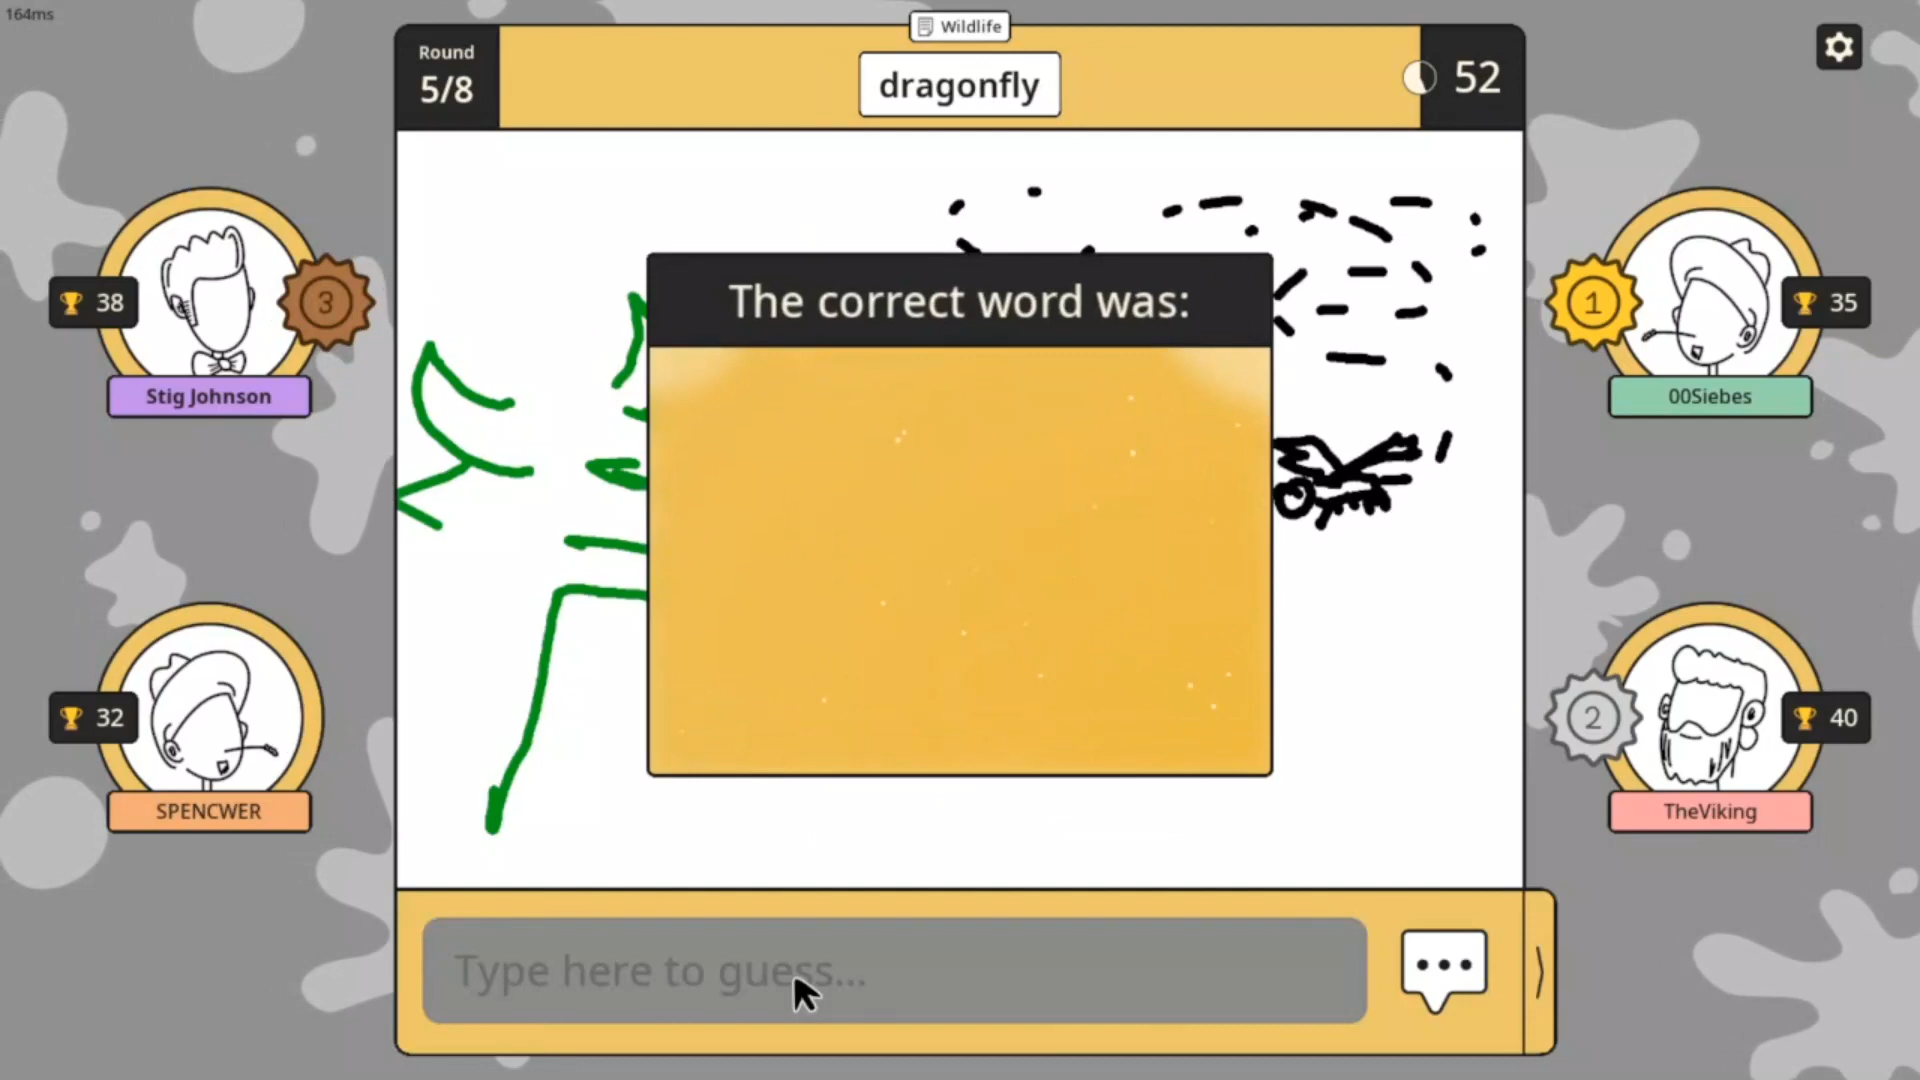 164ms
Wildlife
Round
5/8
dragonfly
52
The correct word was:
38
3
Stig Johnson
1
35
00Siebes
32
SPENCWER
2
40
TheViking
Type here to guess...